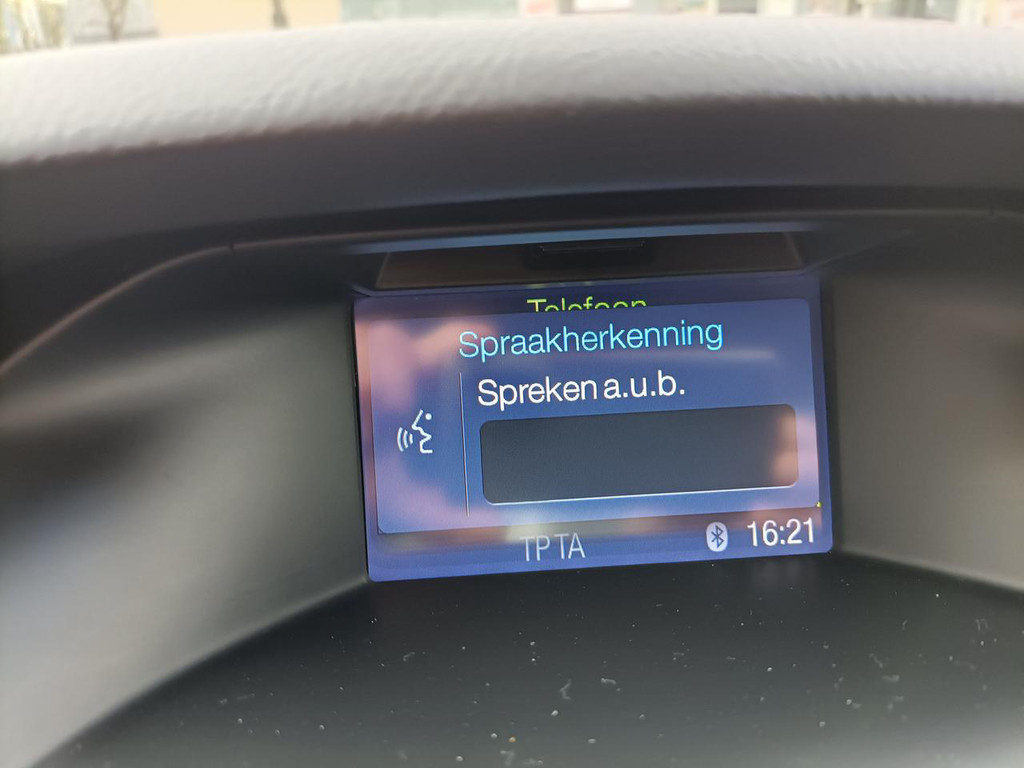 Telefoon
Spraakherkenning
Spreken a.u.b.
TP TA
16:21